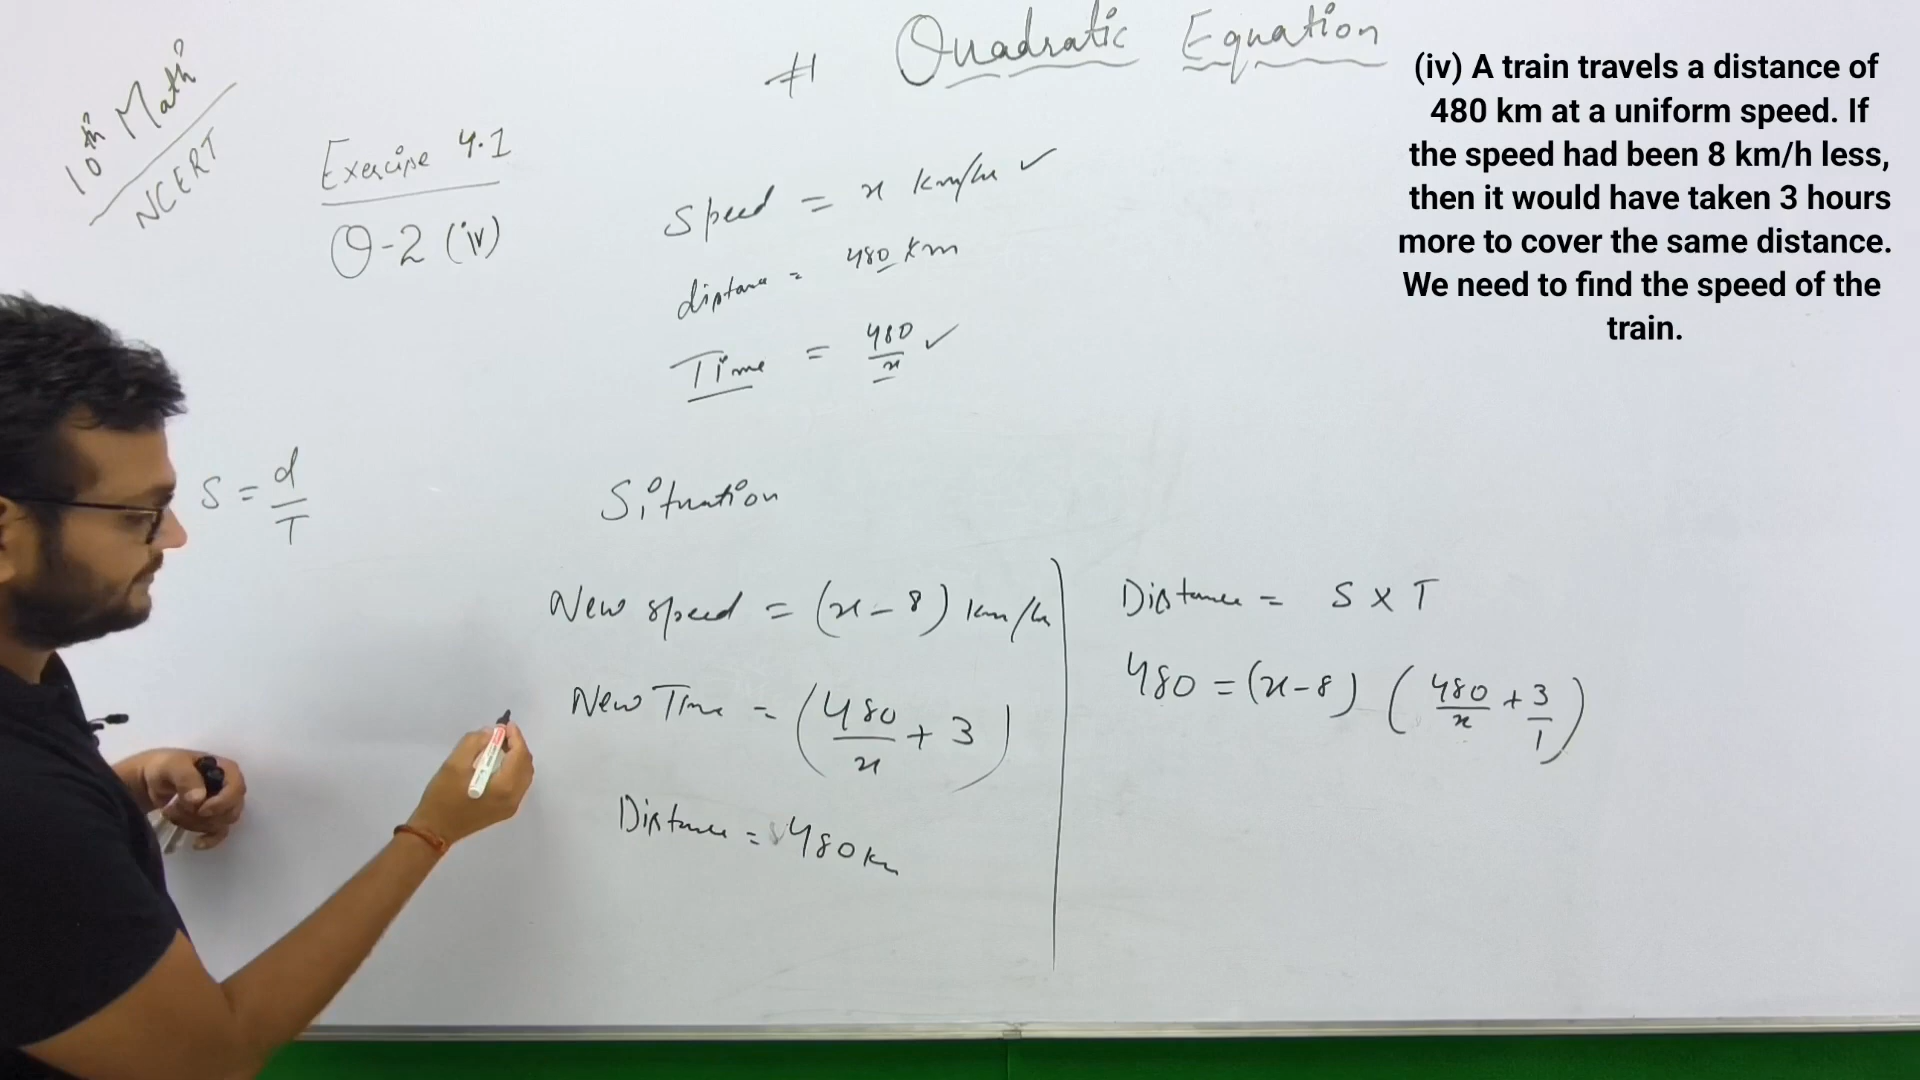 # Quadratic Equation
10th Math
NCERT
Exercise 4.1
Q-2 (iv)
Speed = x km/hr ✓
distance = 480 km
Time = 480/x ✓
S = d/T
Situation
New speed = (x - 8) km/hr
New Time = (480/x + 3)
Distance = 480 km
Distance = S × T
480 = (x-8) (480/x + 3/1)
(iv) A train travels a distance of
480 km at a uniform speed. If
the speed had been 8 km/h less,
then it would have taken 3 hours
more to cover the same distance.
We need to find the speed of the
train.